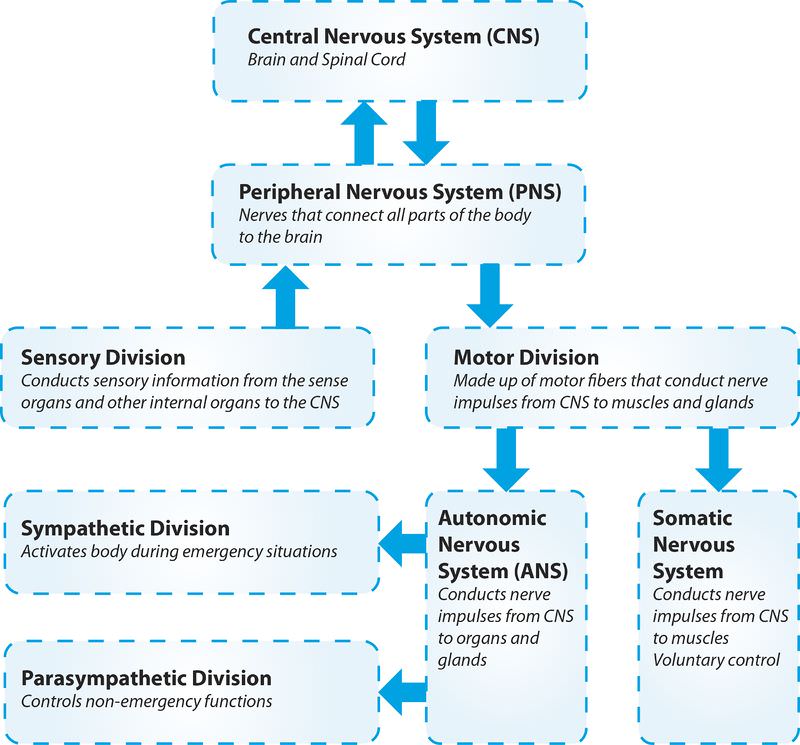 Central Nervous System (CNS)
Brain and Spinal Cord
Peripheral Nervous System (PNS)
Nerves that connect all parts of the body
to the brain
Sensory Division
Conducts sensory information from the sense
organs and other internal organs to the CNS
Motor Division
Made up of motor fibers that conduct nerve
impulses from CNS to muscles and glands
Sympathetic Division
Activates body during emergency situations
Parasympathetic Division
Controls non-emergency functions
Autonomic
Nervous
System (ANS)
Conducts nerve
impulses from CNS
to organs and
glands
Somatic
Nervous
System
Conducts nerve
impulses from CNS
to muscles
Voluntary control